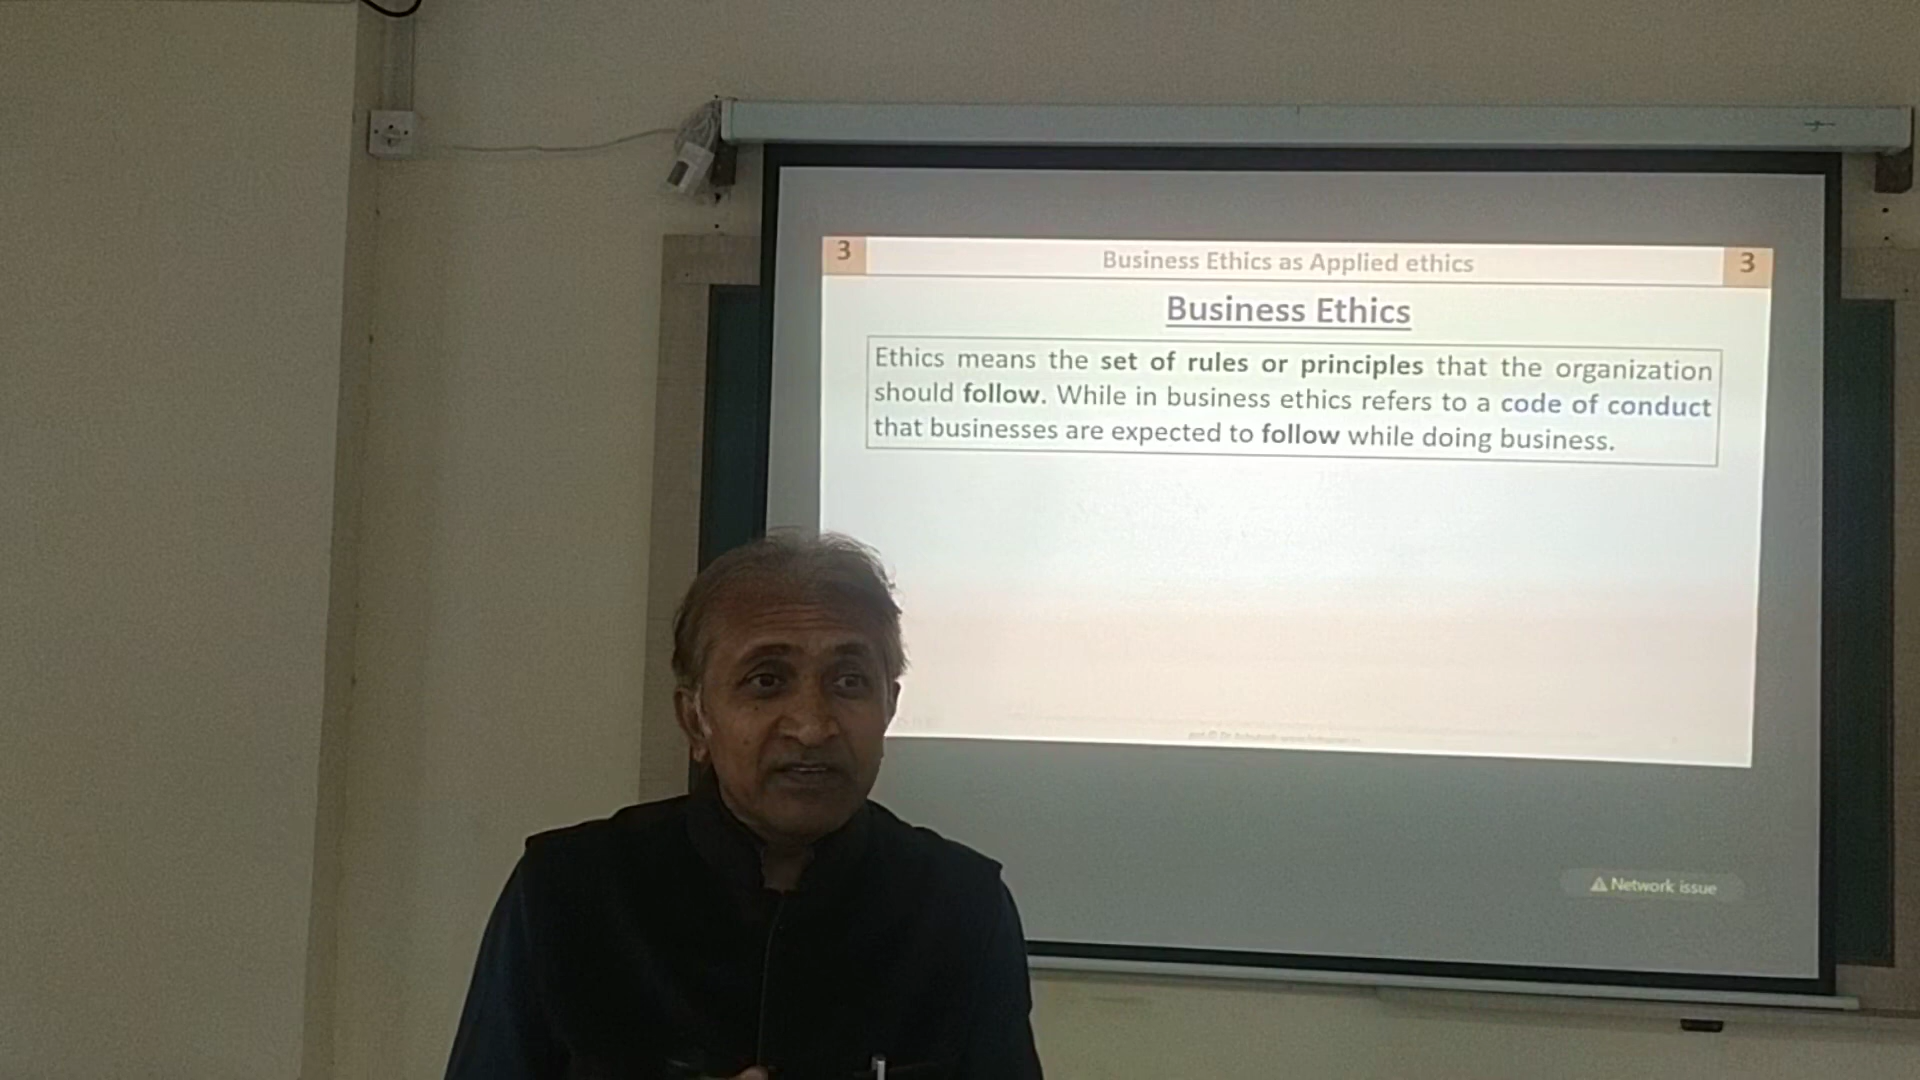 3 Business Ethics as Applied ethics 3
Business Ethics
Ethics means the set of rules or principles that the organization
should follow. While in business ethics refers to a code of conduct
that businesses are expected to follow while doing business.
Network issue